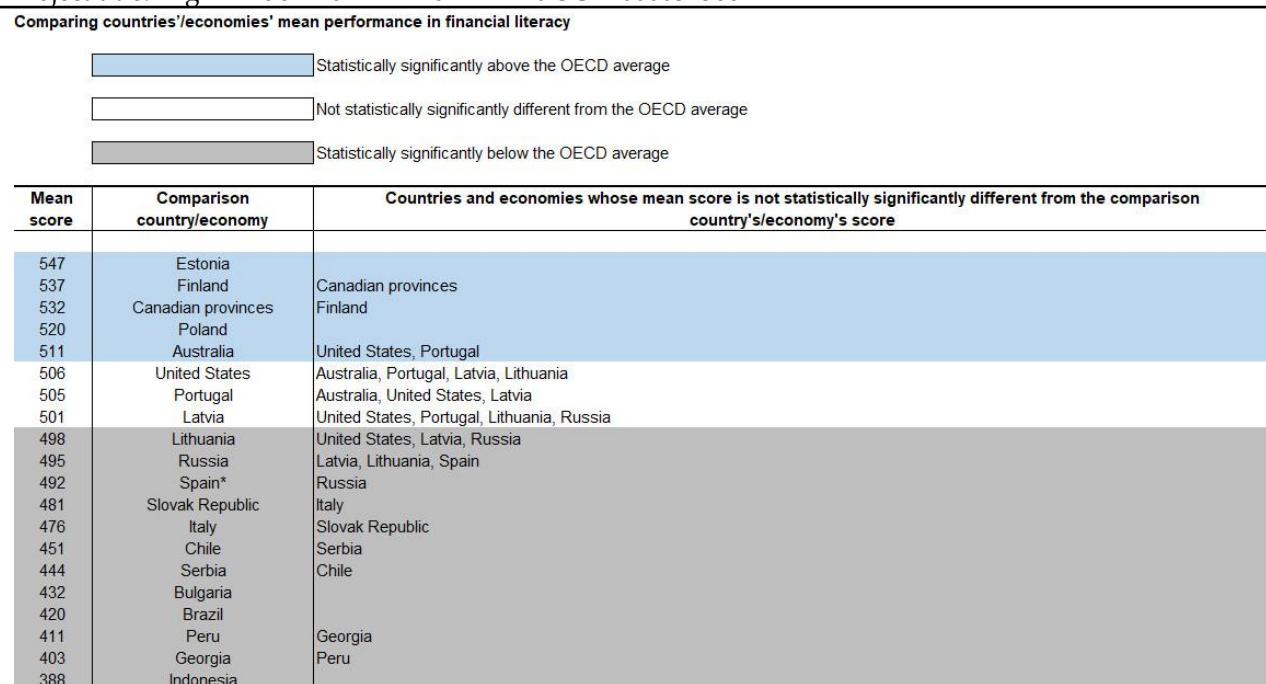 Comparing countries'/economies' mean performance in financial literacy
Statistically significantly above the OECD average
Not statistically significantly different from the OECD average
Statistically significantly below the OECD average
Mean score Comparison country/economy Countries and economies whose mean score is not statistically significantly different from the comparison country's/economy's score
547 Estonia
537 Finland Canadian provinces
532 Canadian provinces Finland
520 Poland
511 Australia United States, Portugal
506 United States Australia, Portugal, Latvia, Lithuania
505 Portugal Australia, United States, Latvia
501 Latvia United States, Portugal, Lithuania, Russia
498 Lithuania United States, Latvia, Russia
495 Russia Latvia, Lithuania, Spain
492 Spain* Russia
481 Slovak Republic Italy
476 Italy Slovak Republic
451 Chile Serbia
444 Serbia Chile
432 Bulgaria
420 Brazil
411 Peru Georgia
403 Georgia Peru
388 Indonesia